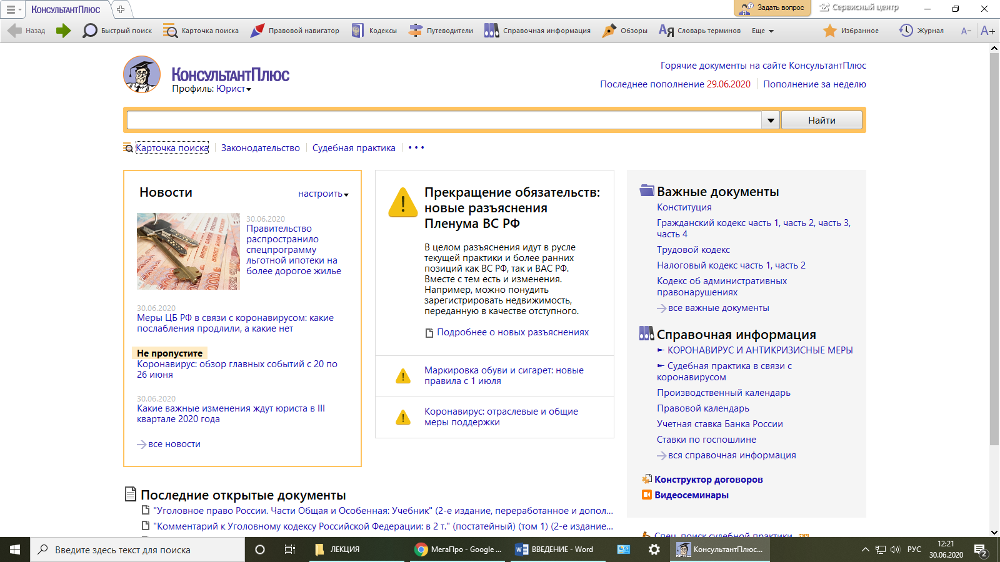 КонсультантПлюс
Задать вопрос
Сервисный центр
Назад
Быстрый поиск
Карточка поиска
Правовой навигатор
Кодексы
Путеводители
Справочная информация
Обзоры
Словарь терминов
Еще
Избранное
Журнал
А−
А+
КонсультантПлюс
Профиль: Юрист
Горячие документы на сайте КонсультантПлюс
Последнее пополнение 29.06.2020
Пополнение за неделю
Найти
Карточка поиска
Законодательство
Судебная практика
Новости
настроить
30.06.2020
Правительство
распространило
спецпрограмму
льготной ипотеки на
более дорогое жилье
30.06.2020
Меры ЦБ РФ в связи с коронавирусом: какие
послабления продлили, а какие нет
Не пропустите
Коронавирус: обзор главных событий с 20 по
26 июня
30.06.2020
Какие важные изменения ждут юриста в III
квартале 2020 года
все новости
Прекращение обязательств:
новые разъяснения
Пленума ВС РФ
В целом разъяснения идут в русле
текущей практики и более ранних
позиций как ВС РФ, так и ВАС РФ.
Вместе с тем есть и изменения.
Например, можно понудить
зарегистрировать недвижимость,
переданную в качестве отступного.
Подробнее о новых разъяснениях
Маркировка обуви и сигарет: новые
правила с 1 июля
Коронавирус: отраслевые и общие
меры поддержки
Важные документы
Конституция
Гражданский кодекс часть 1, часть 2, часть 3,
часть 4
Трудовой кодекс
Налоговый кодекс часть 1, часть 2
Кодекс об административных
правонарушениях
все важные документы
Справочная информация
КОРОНАВИРУС И АНТИКРИЗИСНЫЕ МЕРЫ
Судебная практика в связи с
коронавирусом
Производственный календарь
Правовой календарь
Учетная ставка Банка России
Ставки по госпошлине
вся справочная информация
Конструктор договоров
Видеосеминары
Спец. поиск судебной практики
Последние открытые документы
"Уголовное право России. Части Общая и Особенная: Учебник" (2-е издание, переработанное и допол...
"Комментарий к Уголовному кодексу Российской Федерации: в 2 т." (постатейный) (том 1) (2-е издание...
Введите здесь текст для поиска
ЛЕКЦИЯ
МегаПро - Google ...
ВВЕДЕНИЕ - Word
КонсультантПлюс...
РУС
12:21
30.06.2020
2